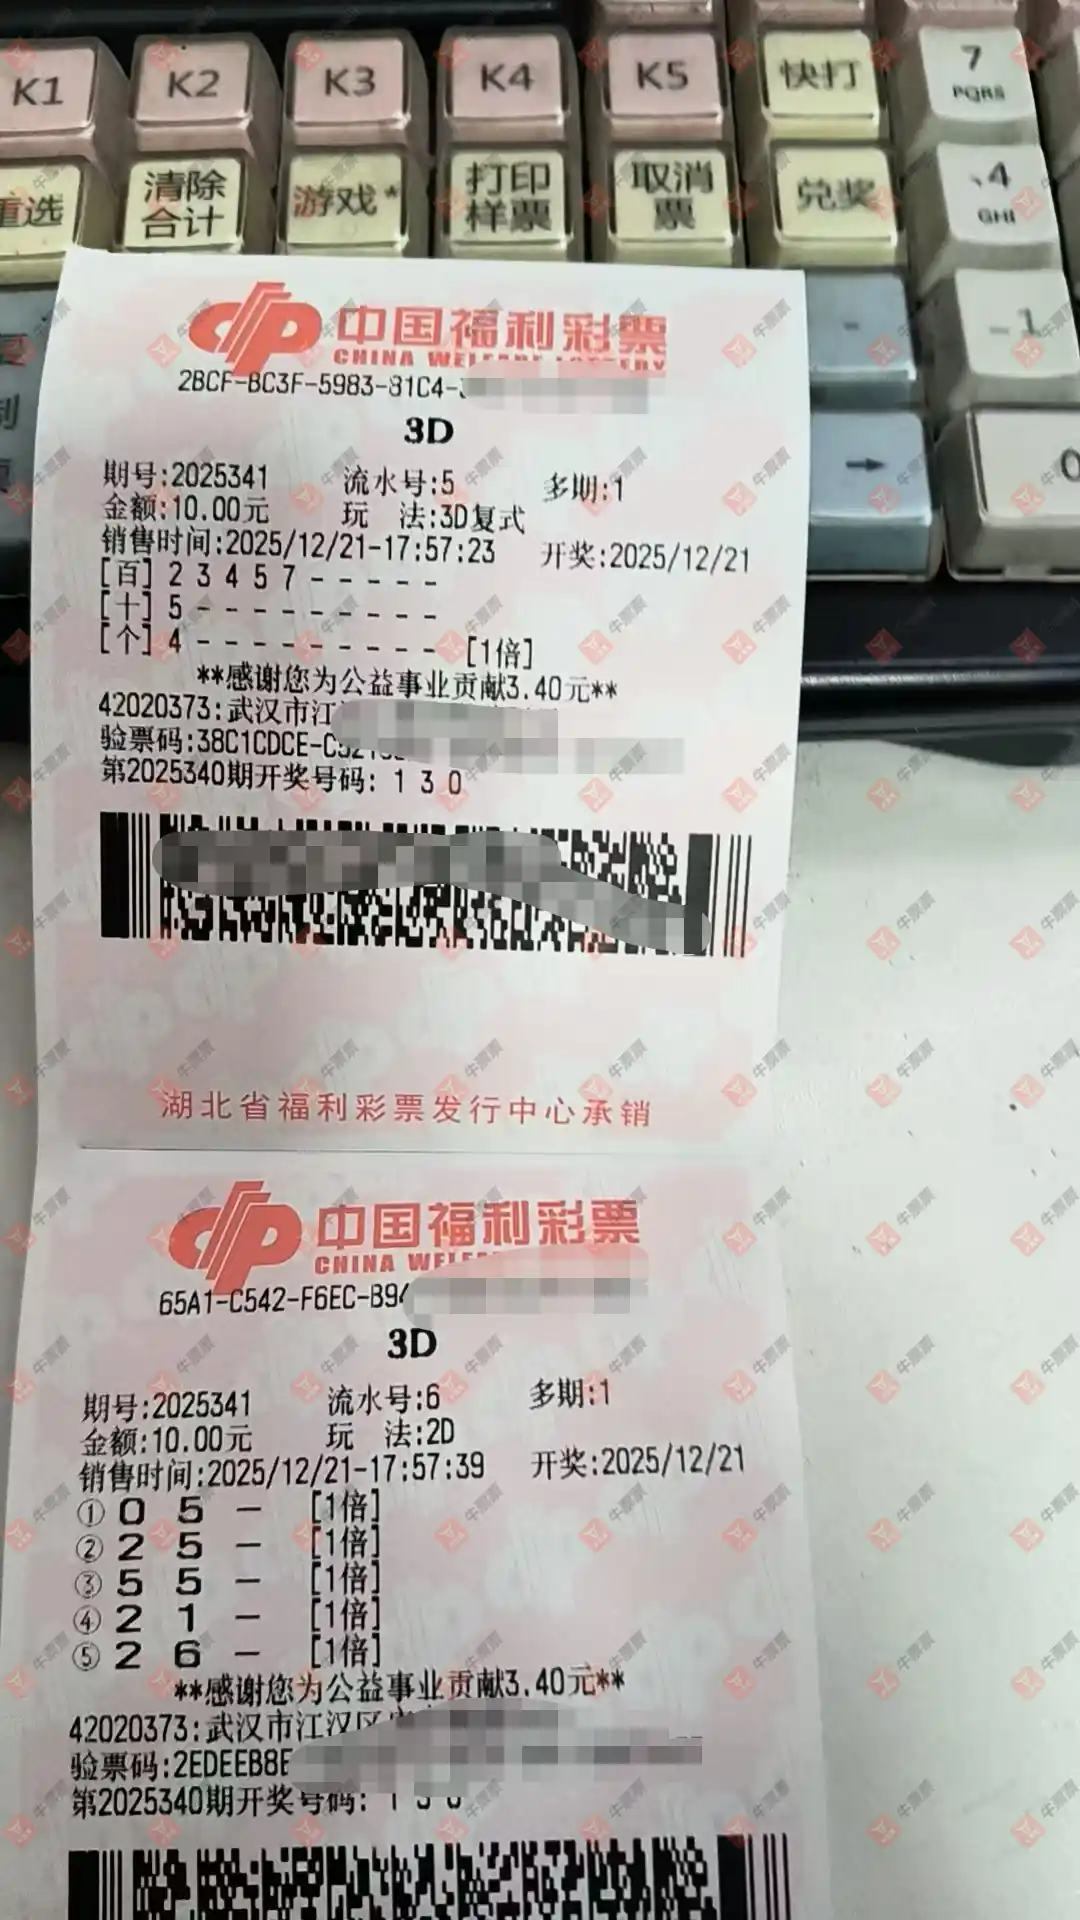 K1 K2 K3 K4 K5 快打 7 PQRS
重选 清除合计 游戏* 打印样票 取消票 兑奖 4 GHI
- -1
→ 0
中国福利彩票
CHINA WELFARE LOTTERY
2BCF-BC3F-5983-81C4-
3D
期号:2025341 流水号:5 多期:1
金额:10.00元 玩 法:3D复式
销售时间:2025/12/21-17:57:23 开奖:2025/12/21
[百] 2 3 4 5 7 - - - - -
[十] 5 - - - - - - - - -
[个] 4 - - - - - - - - - [1倍]
**感谢您为公益事业贡献3.40元**
42020373:武汉市江
验票码:38C1CDCE-C52
第2025340期开奖号码: 1 3 0
湖北省福利彩票发行中心承销
中国福利彩票
CHINA WELF
65A1-C542-F6EC-B94
3D
期号:2025341 流水号:6 多期:1
金额:10.00元 玩 法:2D
销售时间:2025/12/21-17:57:39 开奖:2025/12/21
① 0 5 - [1倍]
② 2 5 - [1倍]
③ 5 5 - [1倍]
④ 2 1 - [1倍]
⑤ 2 6 - [1倍]
**感谢您为公益事业贡献3.40元**
42020373:武汉市江汉区
验票码:2EDEEB8E
第2025340期开奖号码: 1 3 0
牛票票